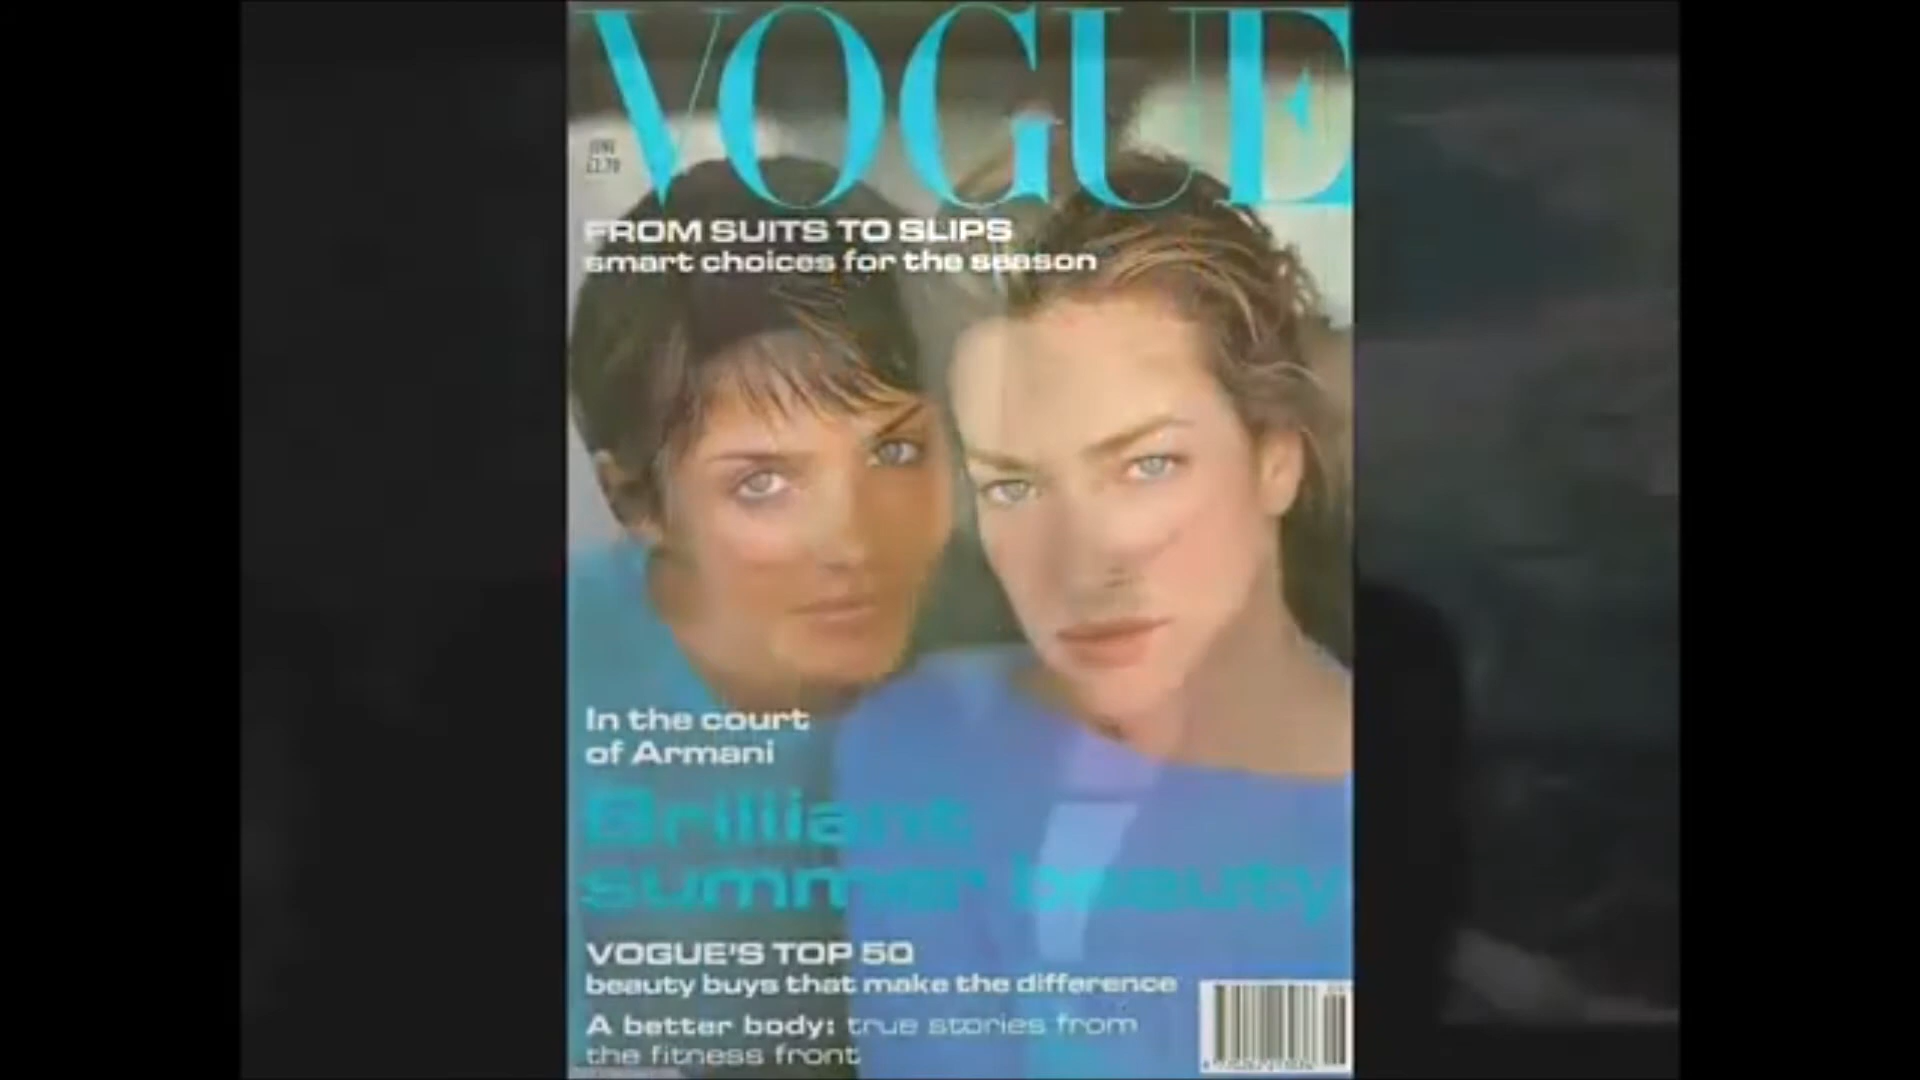 VOGUE
JUNE
£2.70
FROM SUITS TO SLIPS
smart choices for the season
In the court
of Armani
Brilliant
summer beauty
VOGUE'S TOP 50
beauty buys that make the difference
A better body: true stories from
the fitness front